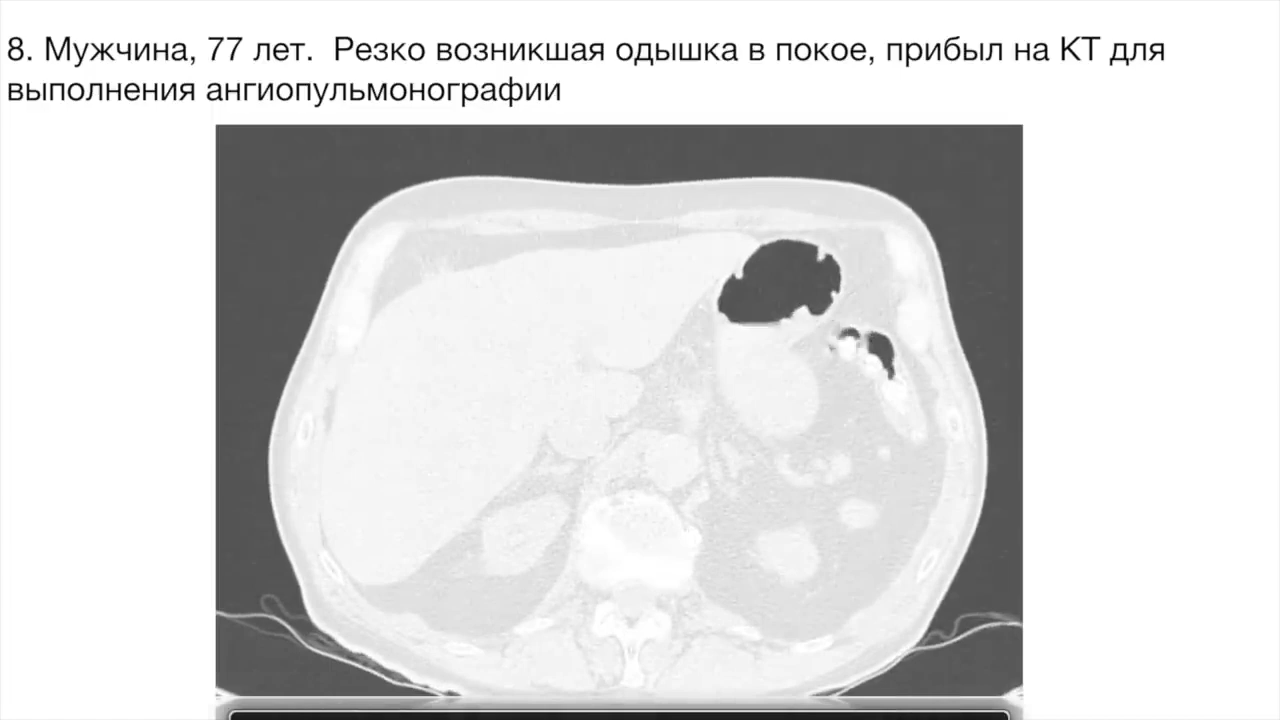 8. Мужчина, 77 лет.  Резко возникшая одышка в покое, прибыл на КТ для
выполнения ангиопульмонографии